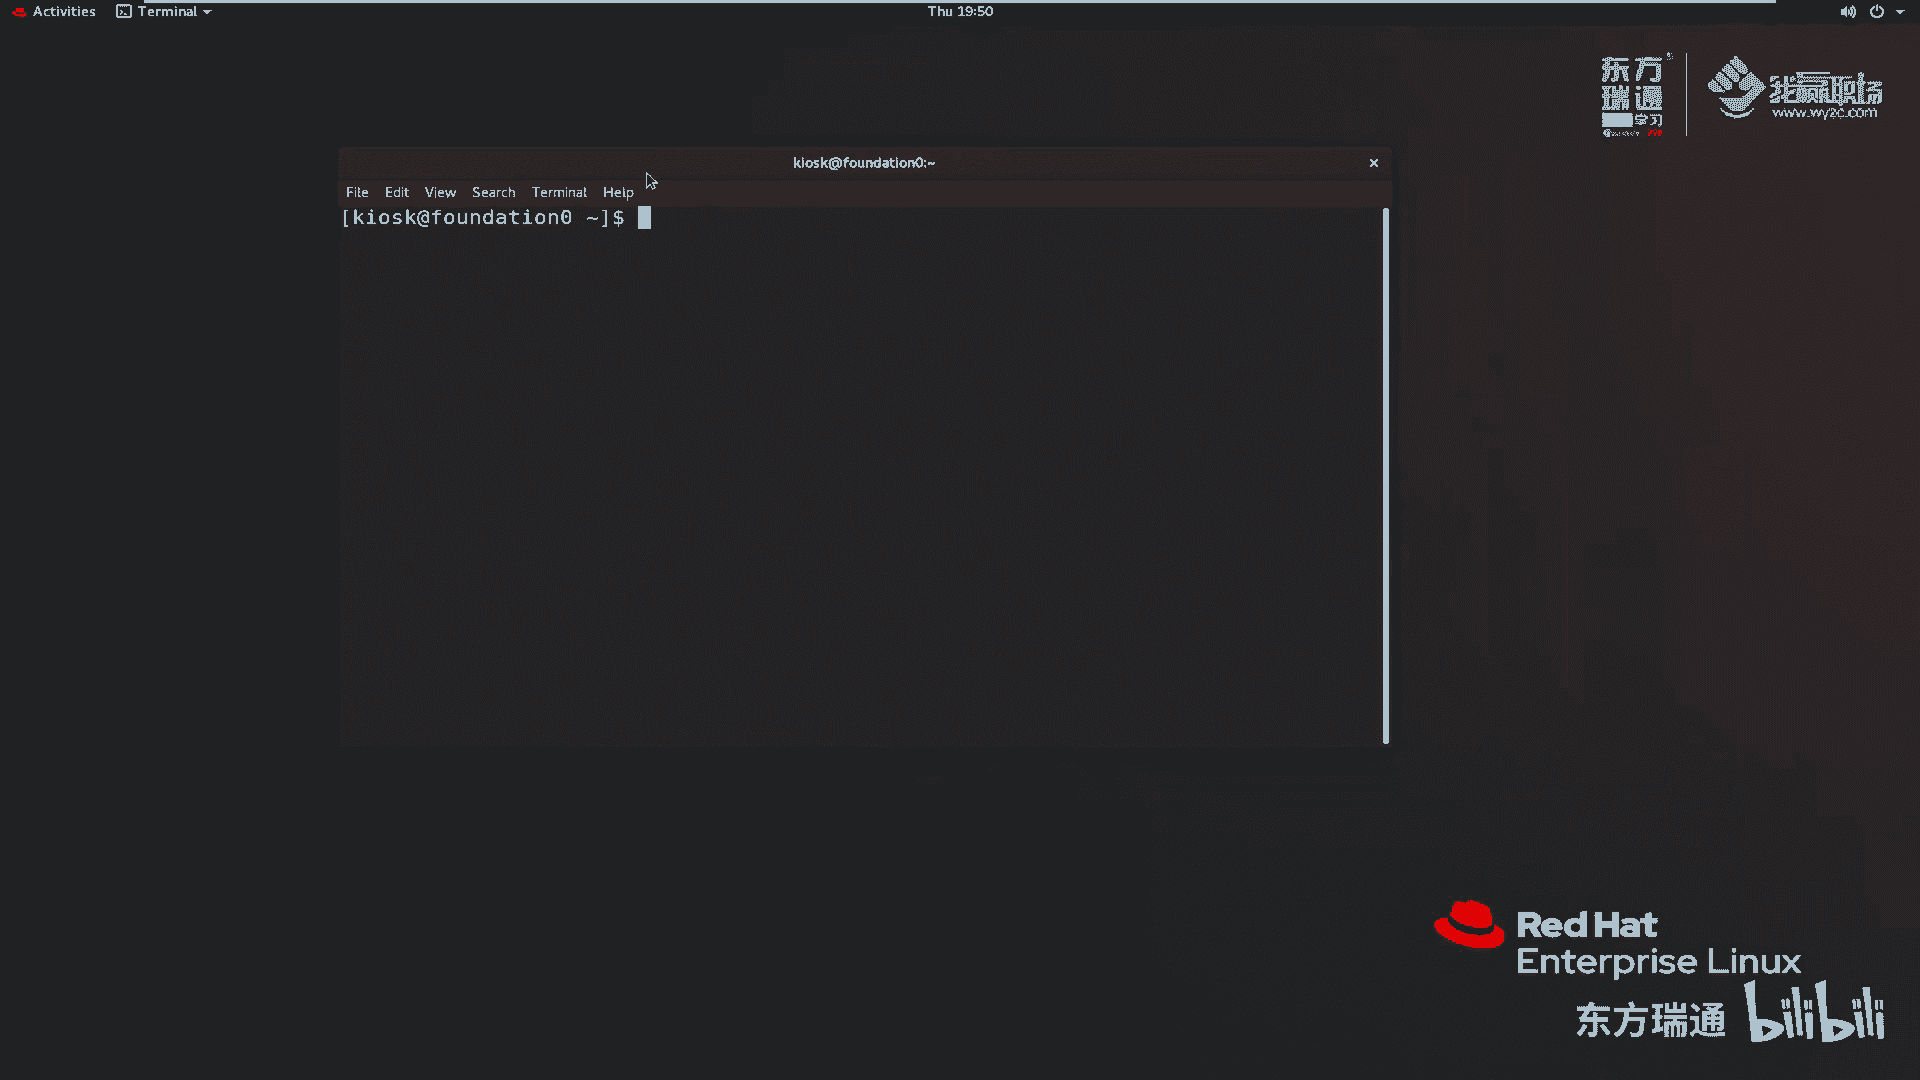 Activities Terminal Thu 19:50
东方
瑞通
学习
我赢职场
www.wy2c.com
kiosk@foundation0:~
File Edit View Search Terminal Help
[kiosk@foundation0 ~]$
Red Hat
Enterprise Linux
东方瑞通 bilibili